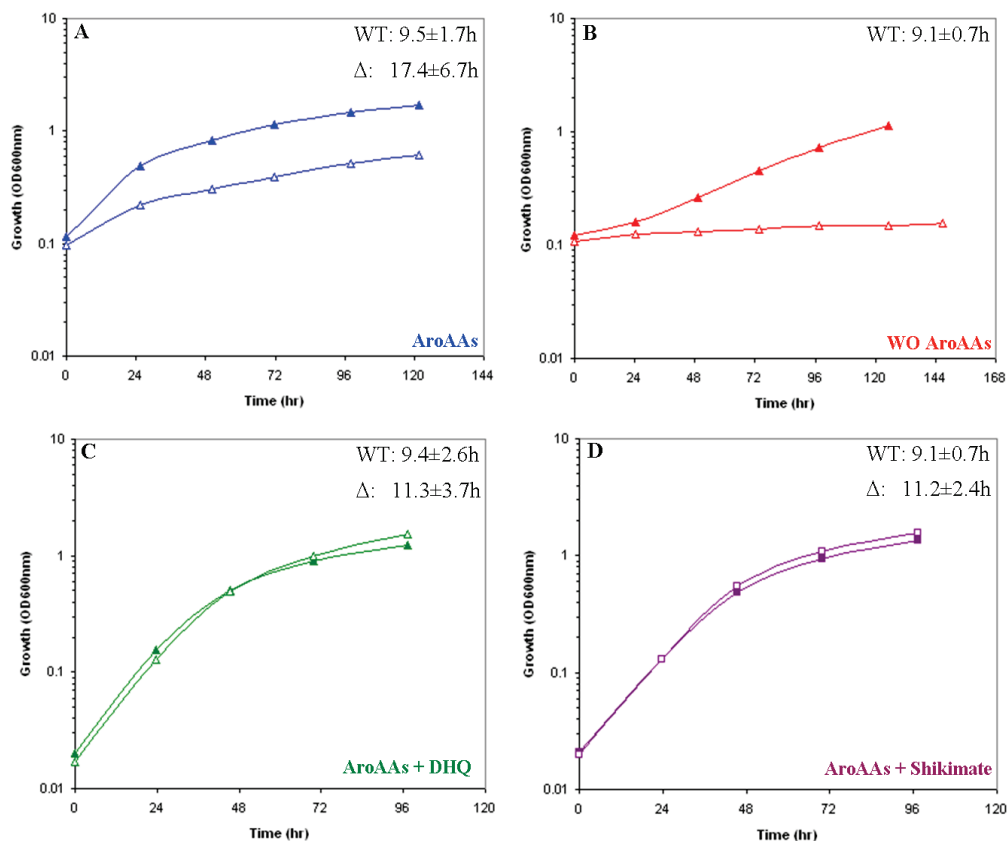 A
WT: 9.5±1.7h
Δ: 17.4±6.7h
Growth (OD600nm)
10
1
0.1
0.01
AroAAs
0 24 48 72 96 120 144
Time (hr)
B
WT: 9.1±0.7h
Growth (OD600nm)
10
1
0.1
0.01
WO AroAAs
0 24 48 72 96 120 144 168
Time (hr)
C
WT: 9.4±2.6h
Δ: 11.3±3.7h
Growth (OD600nm)
10
1
0.1
0.01
AroAAs + DHQ
0 24 48 72 96 120
Time (hr)
D
WT: 9.1±0.7h
Δ: 11.2±2.4h
Growth (OD600nm)
10
1
0.1
0.01
AroAAs + Shikimate
0 24 48 72 96 120
Time (hr)